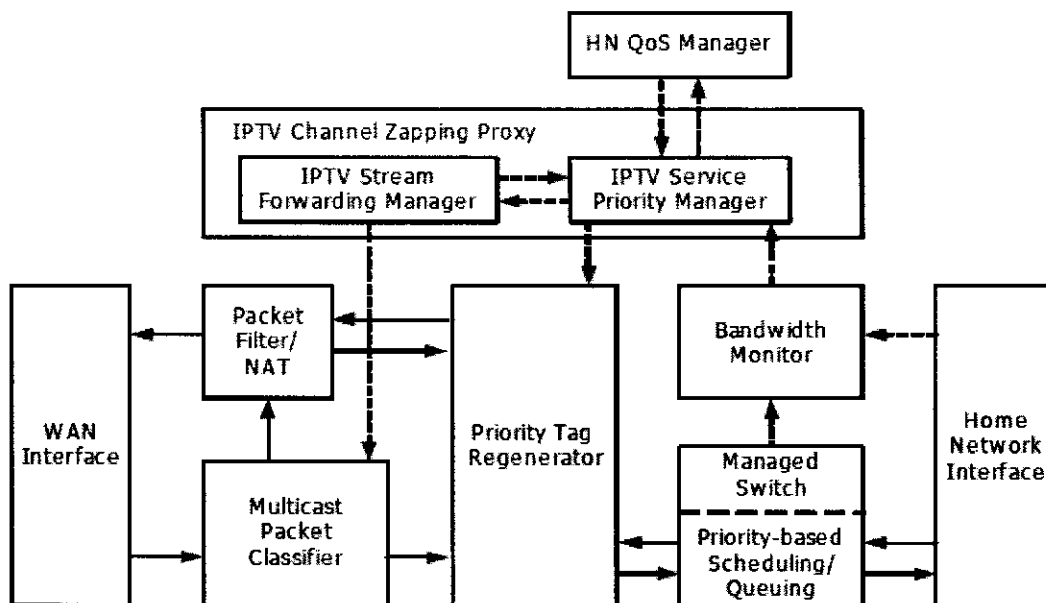 HN QoS Manager
IPTV Channel Zapping Proxy
IPTV Stream
Forwarding Manager
IPTV Service
Priority Manager
Packet
Filter/
NAT
Bandwidth
Monitor
WAN
Interface
Priority Tag
Regenerator
Home
Network
Interface
Managed
Switch
Multicast
Packet
Classifier
Priority-based
Scheduling/
Queuing